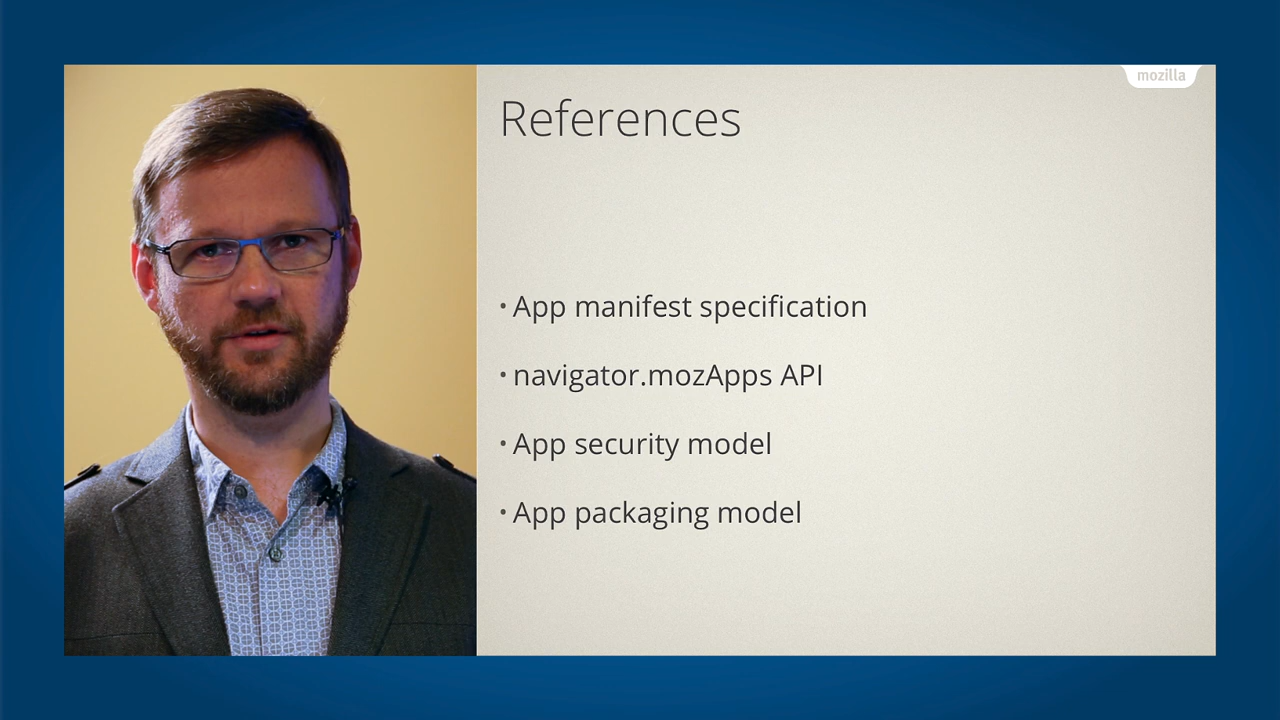 mozilla
References
• App manifest specification
• navigator.mozApps API
• App security model
• App packaging model